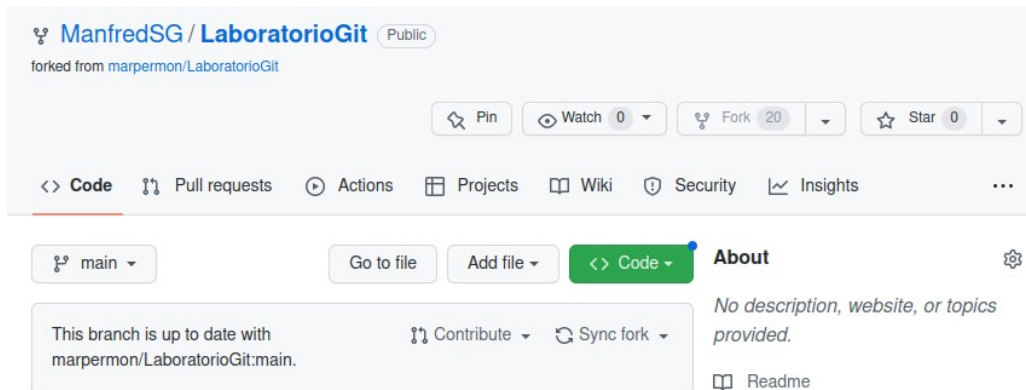 ManfredSG / LaboratorioGit Public
forked from marpermon/LaboratorioGit
Pin Watch 0 Fork 20 Star 0
<> Code Pull requests Actions Projects Wiki Security Insights ...
main Go to file Add file <> Code About
No description, website, or topics
provided.
This branch is up to date with Contribute Sync fork
marpermon/LaboratorioGit:main.
Readme